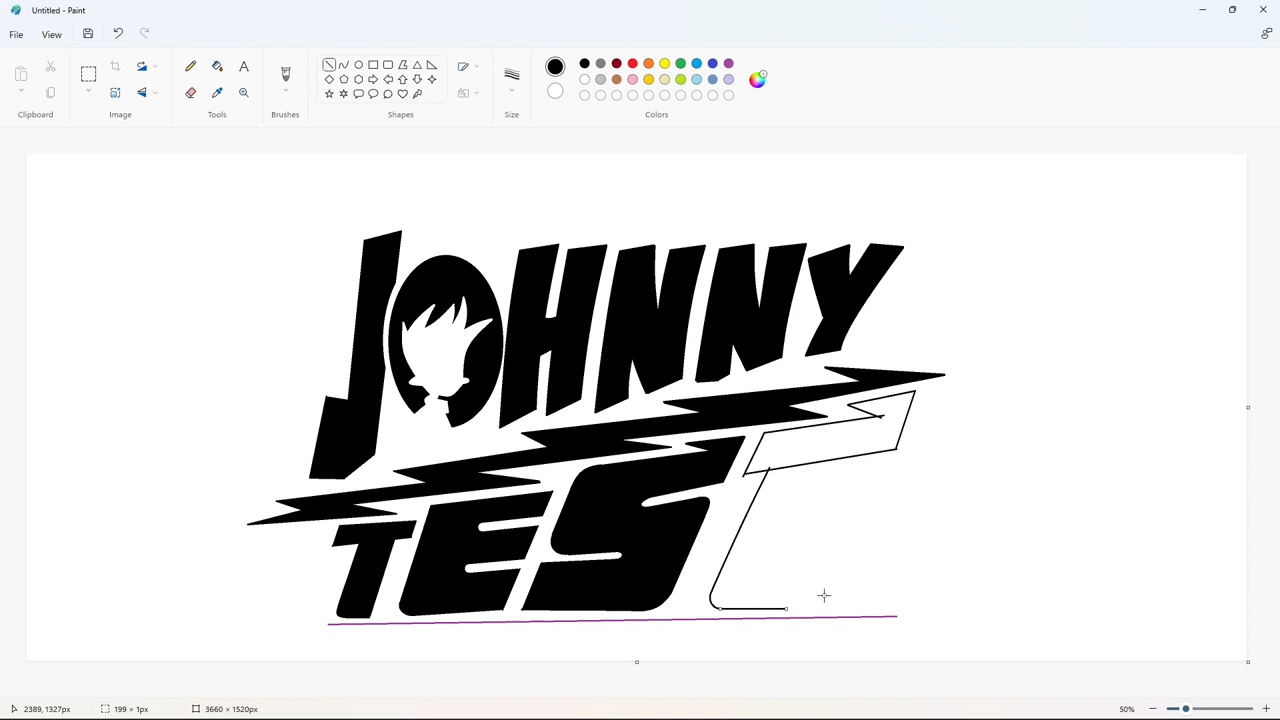 Untitled - Paint
File View
Clipboard Image Tools Brushes Shapes Size Colors
JOHNNY
TES
2389, 1327px 199 × 1px 3660 × 1520px 50%